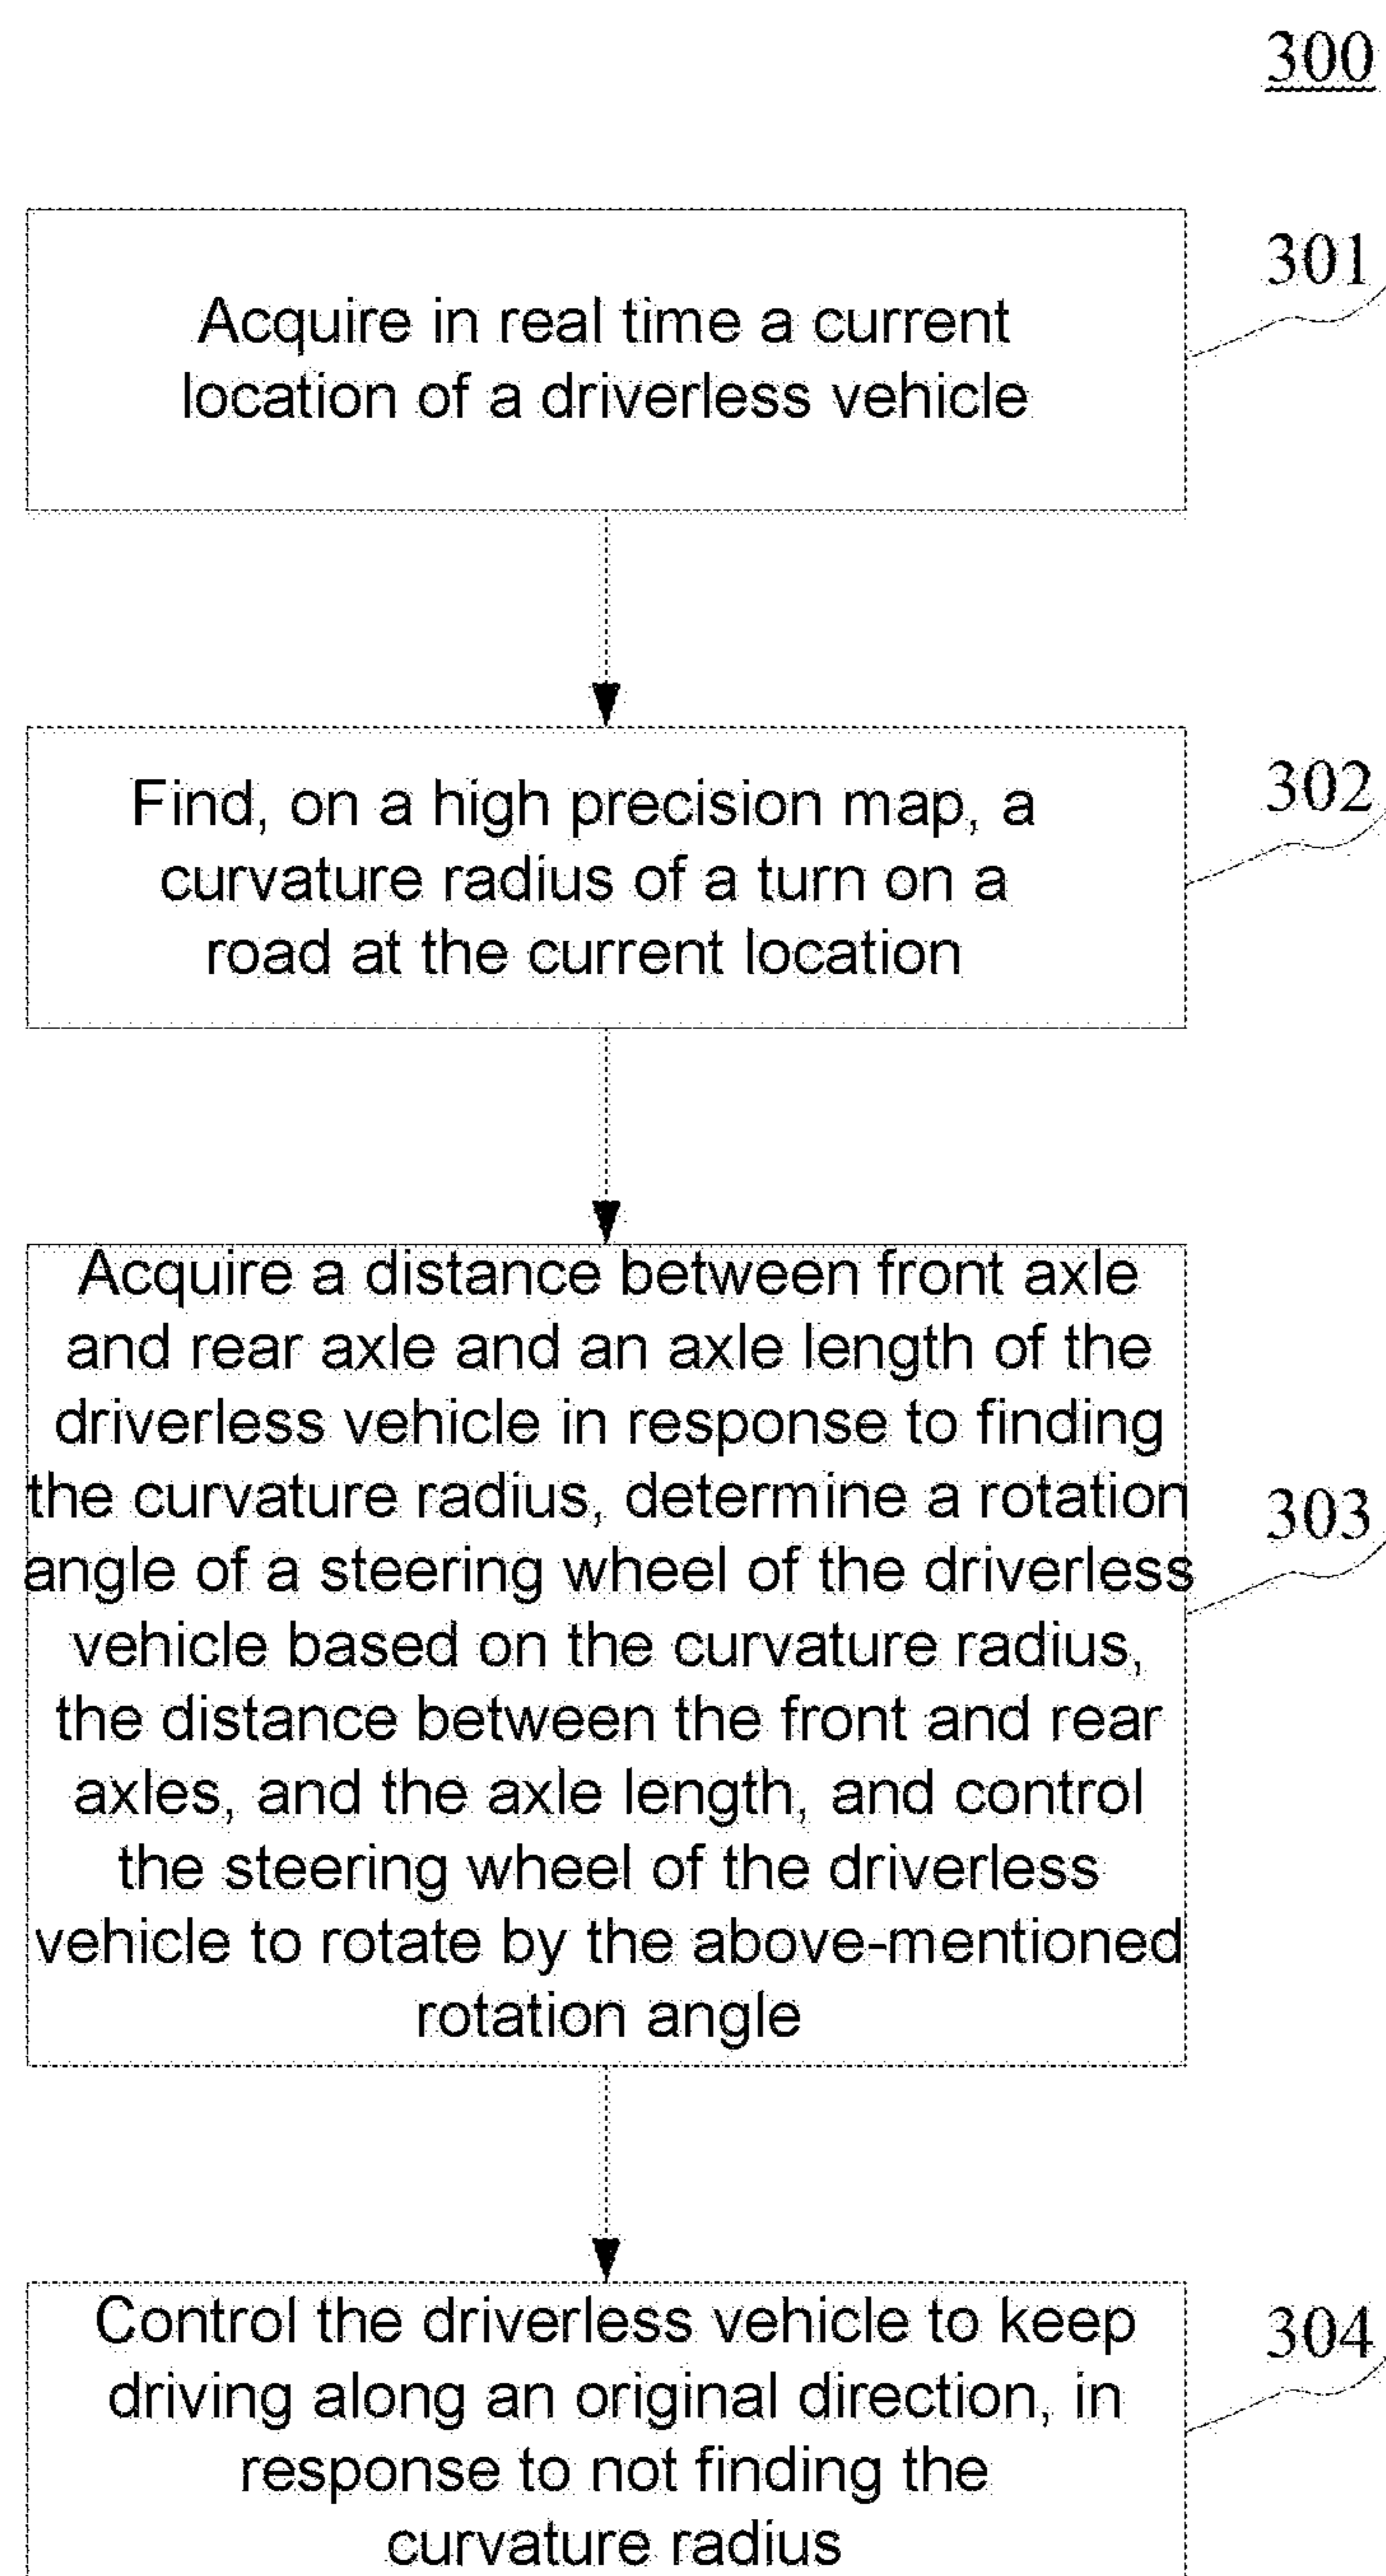 300
301
Acquire in real time a current
location of a driverless vehicle
302
Find, on a high precision map, a
curvature radius of a turn on a
road at the current location
Acquire a distance between front axle
and rear axle and an axle length of the
driverless vehicle in response to finding
the curvature radius, determine a rotation
303
angle of a steering wheel of the driverless
vehicle based on the curvature radius,
the distance between the front and rear
axles, and the axle length, and control
the steering wheel of the driverless
vehicle to rotate by the above-mentioned
rotation angle
304
Control the driverless vehicle to keep
driving along an original direction, in
response to not finding the
curvature radius